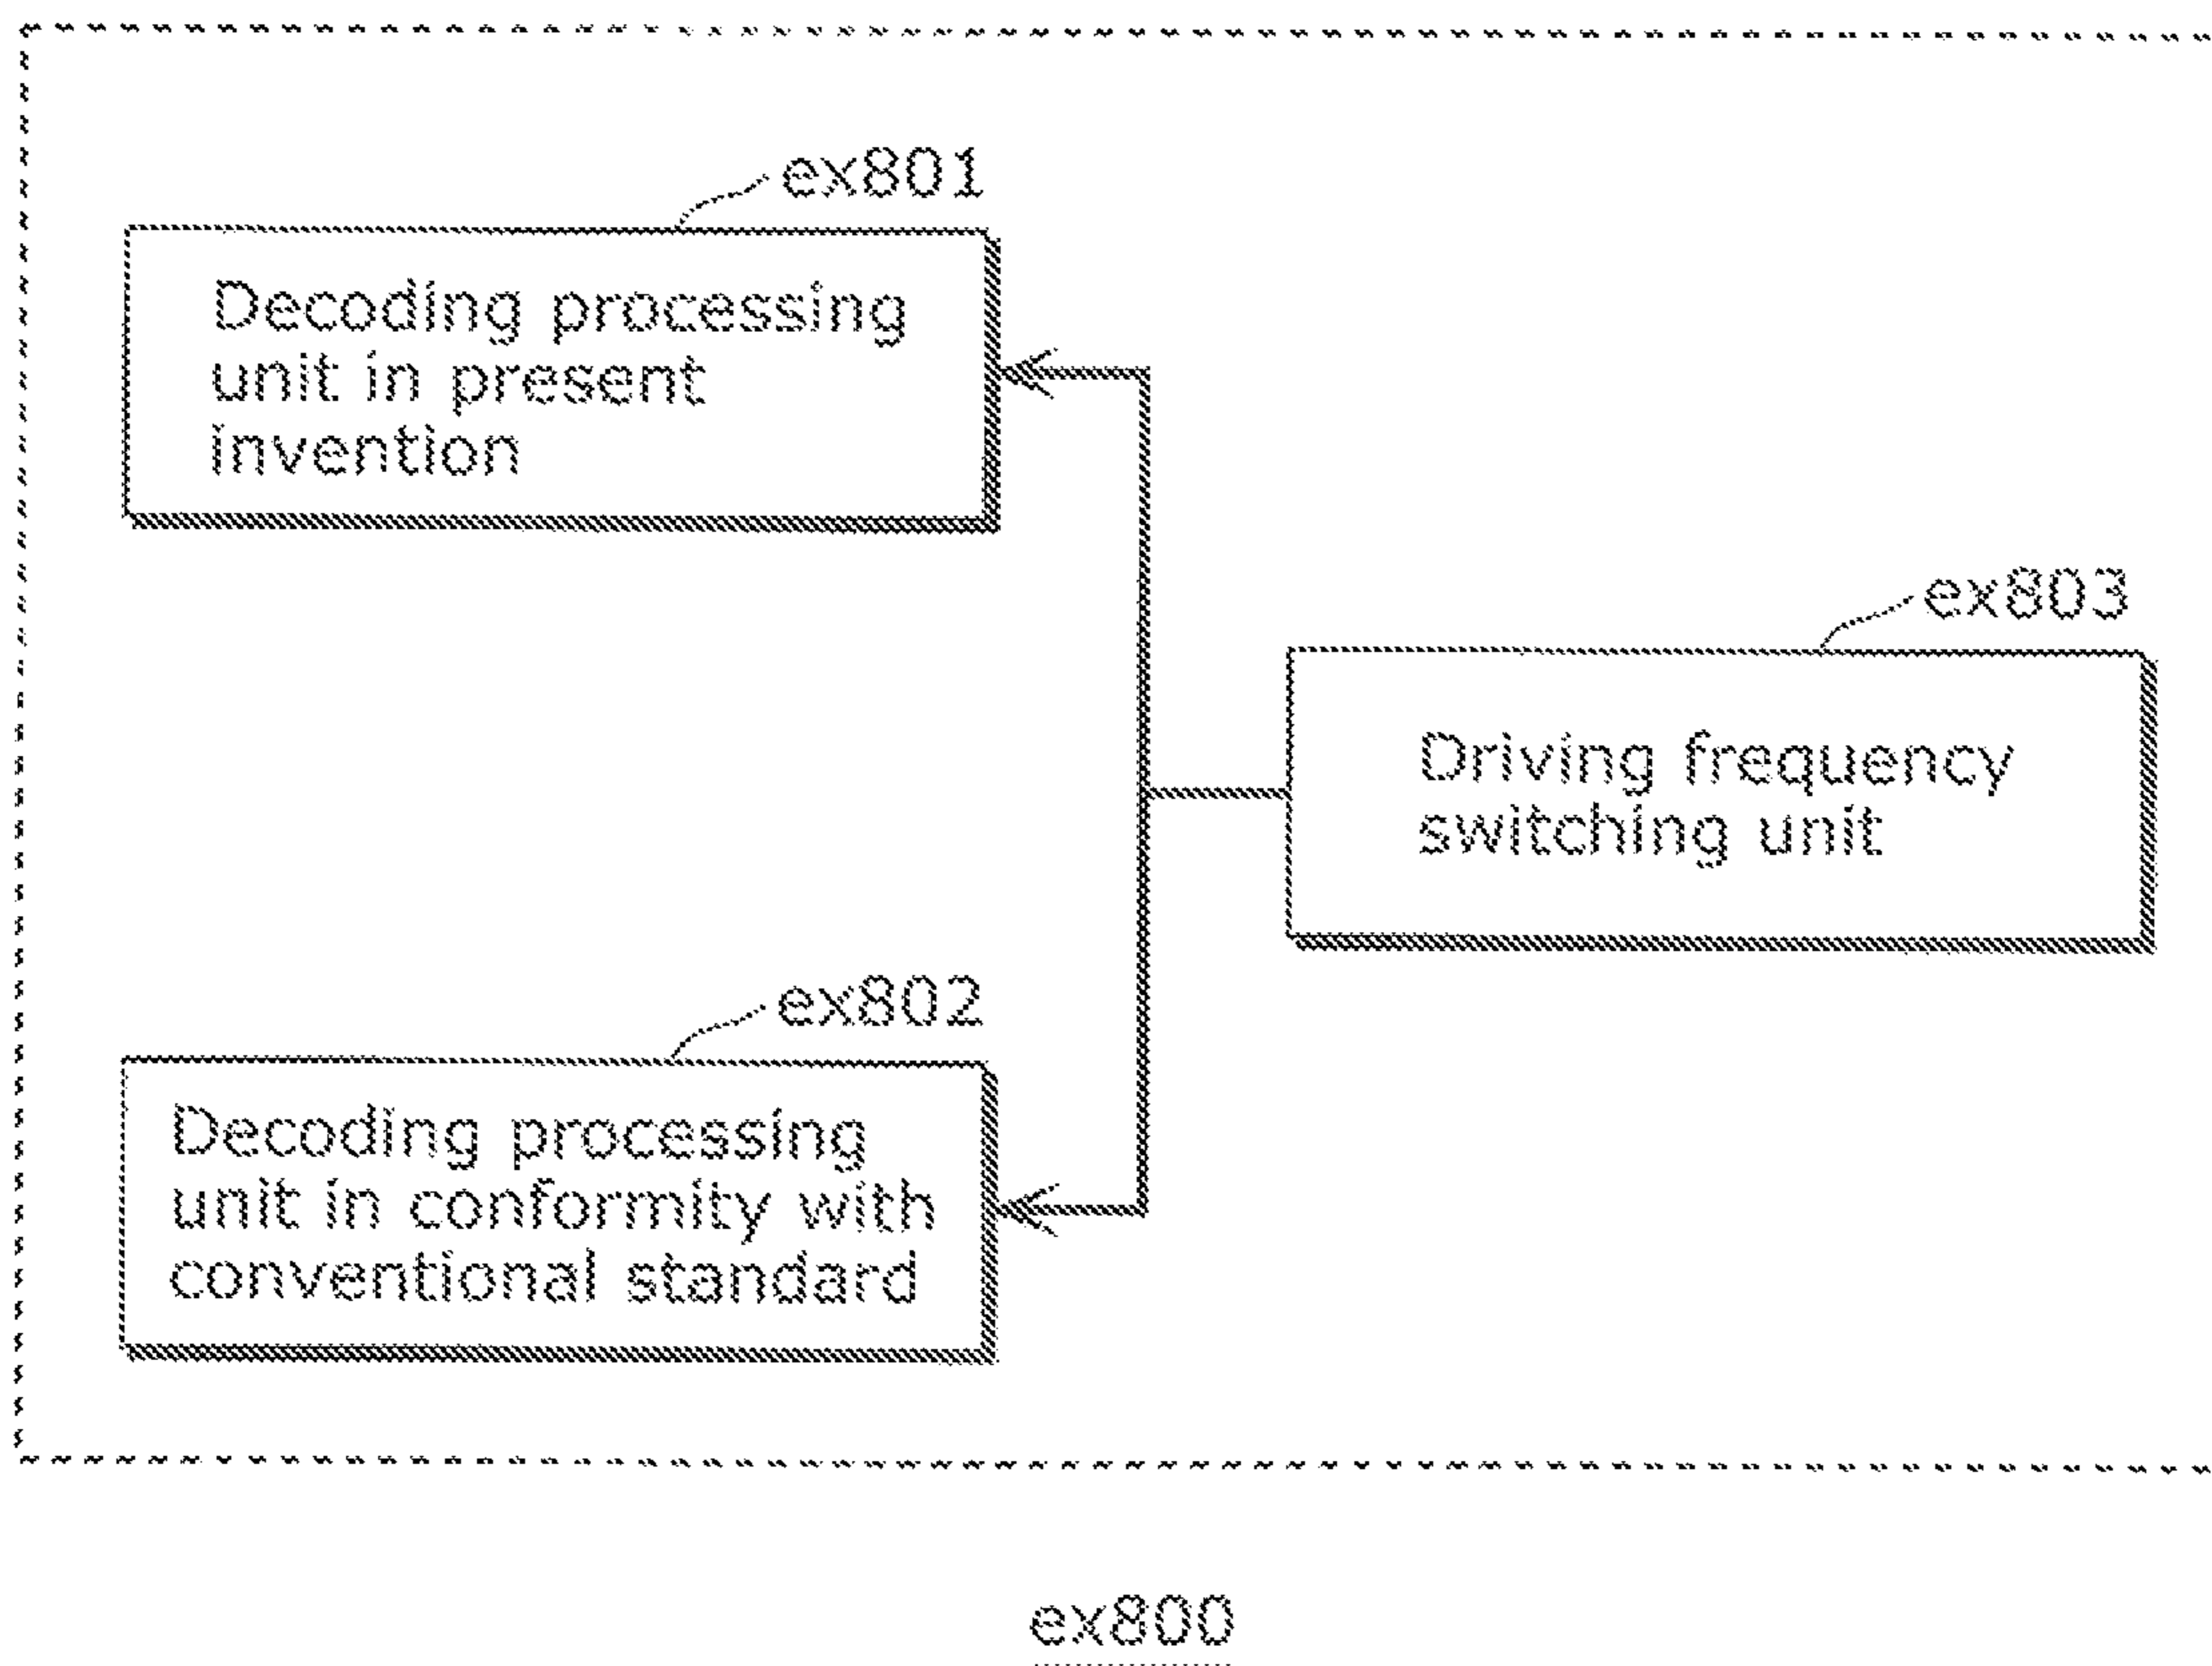 ex801
Decoding processing
unit in present
invention
ex803
Driving frequency
switching unit
ex802
Decoding processing
unit in conformity with
conventional standard
ex800